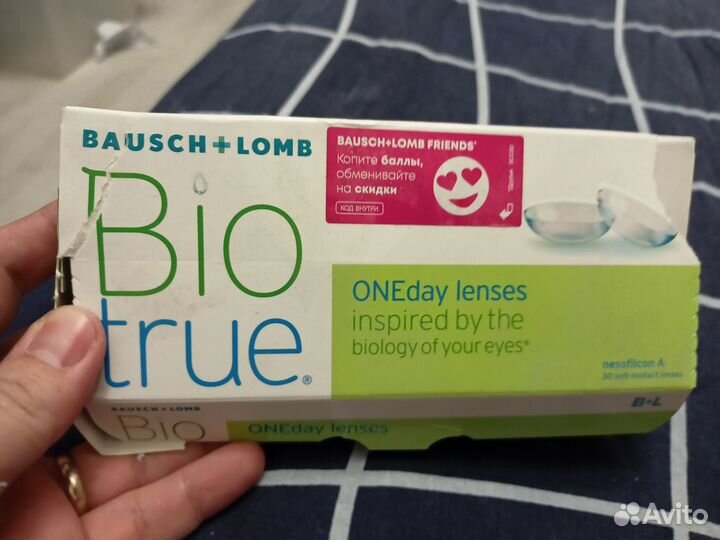 BAUSCH+LOMB
Bio
true®
BAUSCH+LOMB FRIENDS*
Копите баллы,
обменивайте
на скидки
КОД ВНУТРИ
ONEday lenses
inspired by the
biology of your eyes®
nesofilcon A
30 soft contact lenses
BAUSCH+LOMB
Bio
ONEday lenses
B+L
Avito